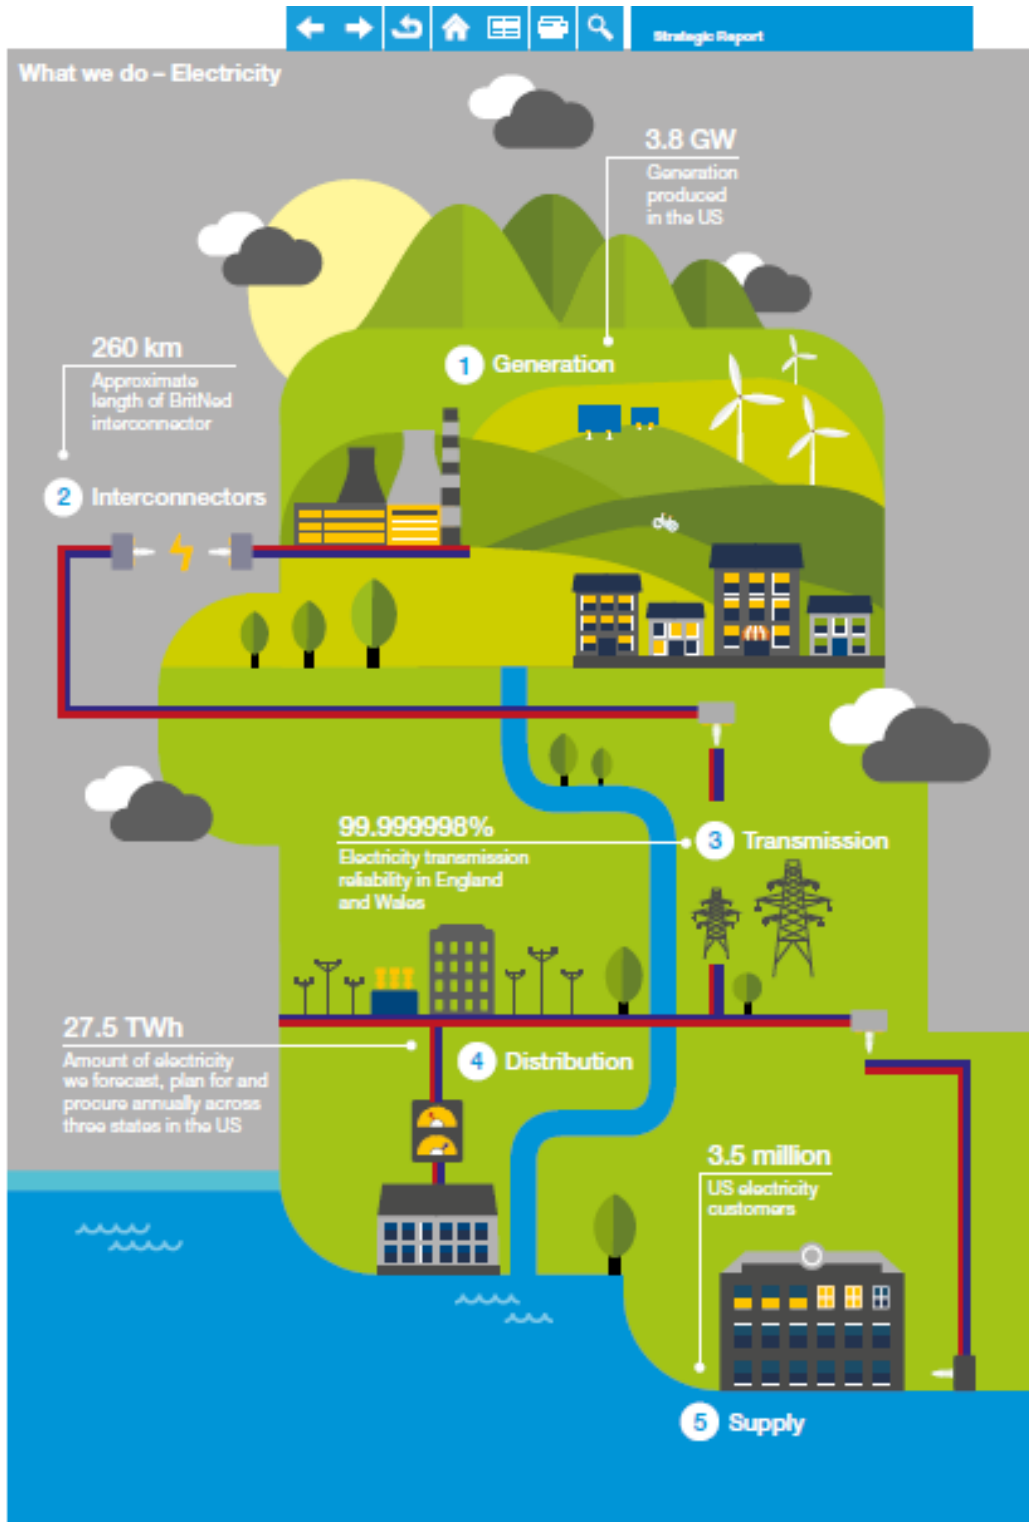 Strategic Report
What we do – Electricity
3.8 GW
Generation
produced
in the US
260 km
Approximate
length of BritNed
interconnector
1 Generation
2 Interconnectors
99.999998%
Electricity transmission
reliability in England
and Wales
3 Transmission
27.5 TWh
Amount of electricity
we forecast, plan for and
procure annually across
three states in the US
4 Distribution
3.5 million
US electricity
customers
5 Supply